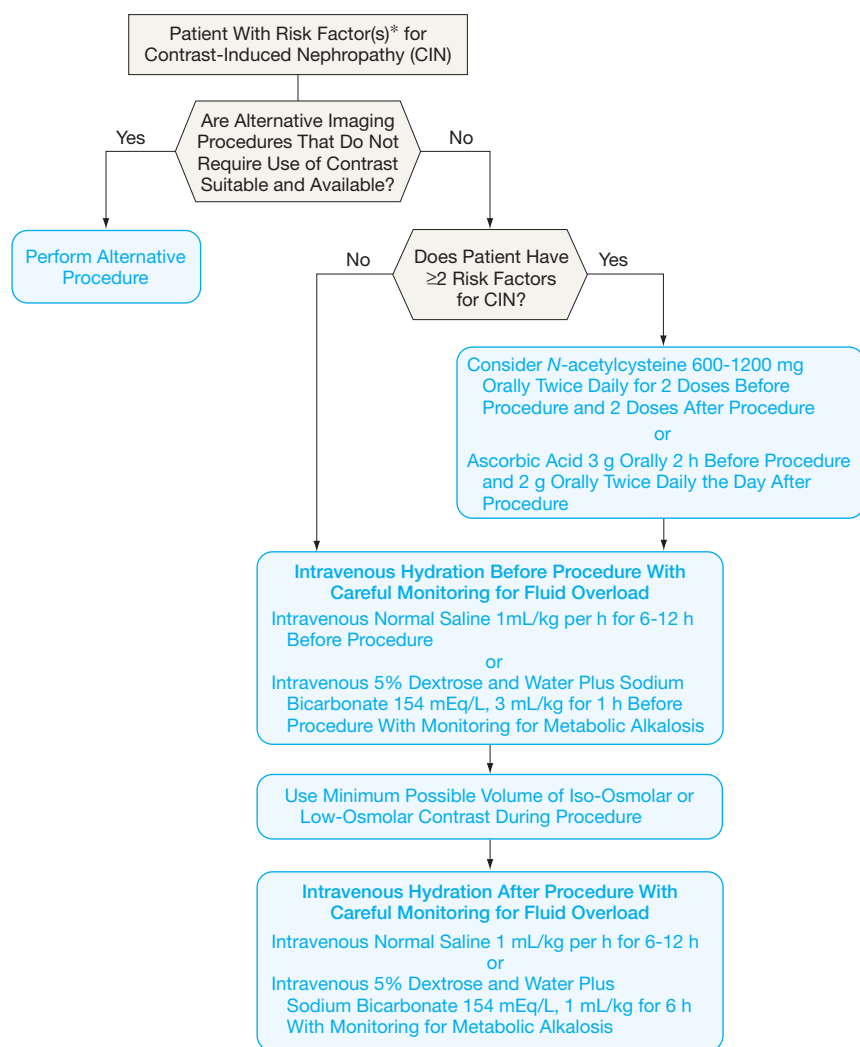 Patient With Risk Factor(s)* for
Contrast-Induced Nephropathy (CIN)
Are Alternative Imaging
Procedures That Do Not
Require Use of Contrast
Suitable and Available?
Yes
No
Perform Alternative
Procedure
Does Patient Have
≥2 Risk Factors
for CIN?
No
Yes
Consider N-acetylcysteine 600-1200 mg
Orally Twice Daily for 2 Doses Before
Procedure and 2 Doses After Procedure
or
Ascorbic Acid 3 g Orally 2 h Before Procedure
and 2 g Orally Twice Daily the Day After
Procedure
Intravenous Hydration Before Procedure With
Careful Monitoring for Fluid Overload
Intravenous Normal Saline 1mL/kg per h for 6-12 h
Before Procedure
or
Intravenous 5% Dextrose and Water Plus Sodium
Bicarbonate 154 mEq/L, 3 mL/kg for 1 h Before
Procedure With Monitoring for Metabolic Alkalosis
Use Minimum Possible Volume of Iso-Osmolar or
Low-Osmolar Contrast During Procedure
Intravenous Hydration After Procedure With
Careful Monitoring for Fluid Overload
Intravenous Normal Saline 1 mL/kg per h for 6-12 h
or
Intravenous 5% Dextrose and Water Plus
Sodium Bicarbonate 154 mEq/L, 1 mL/kg for 6 h
With Monitoring for Metabolic Alkalosis